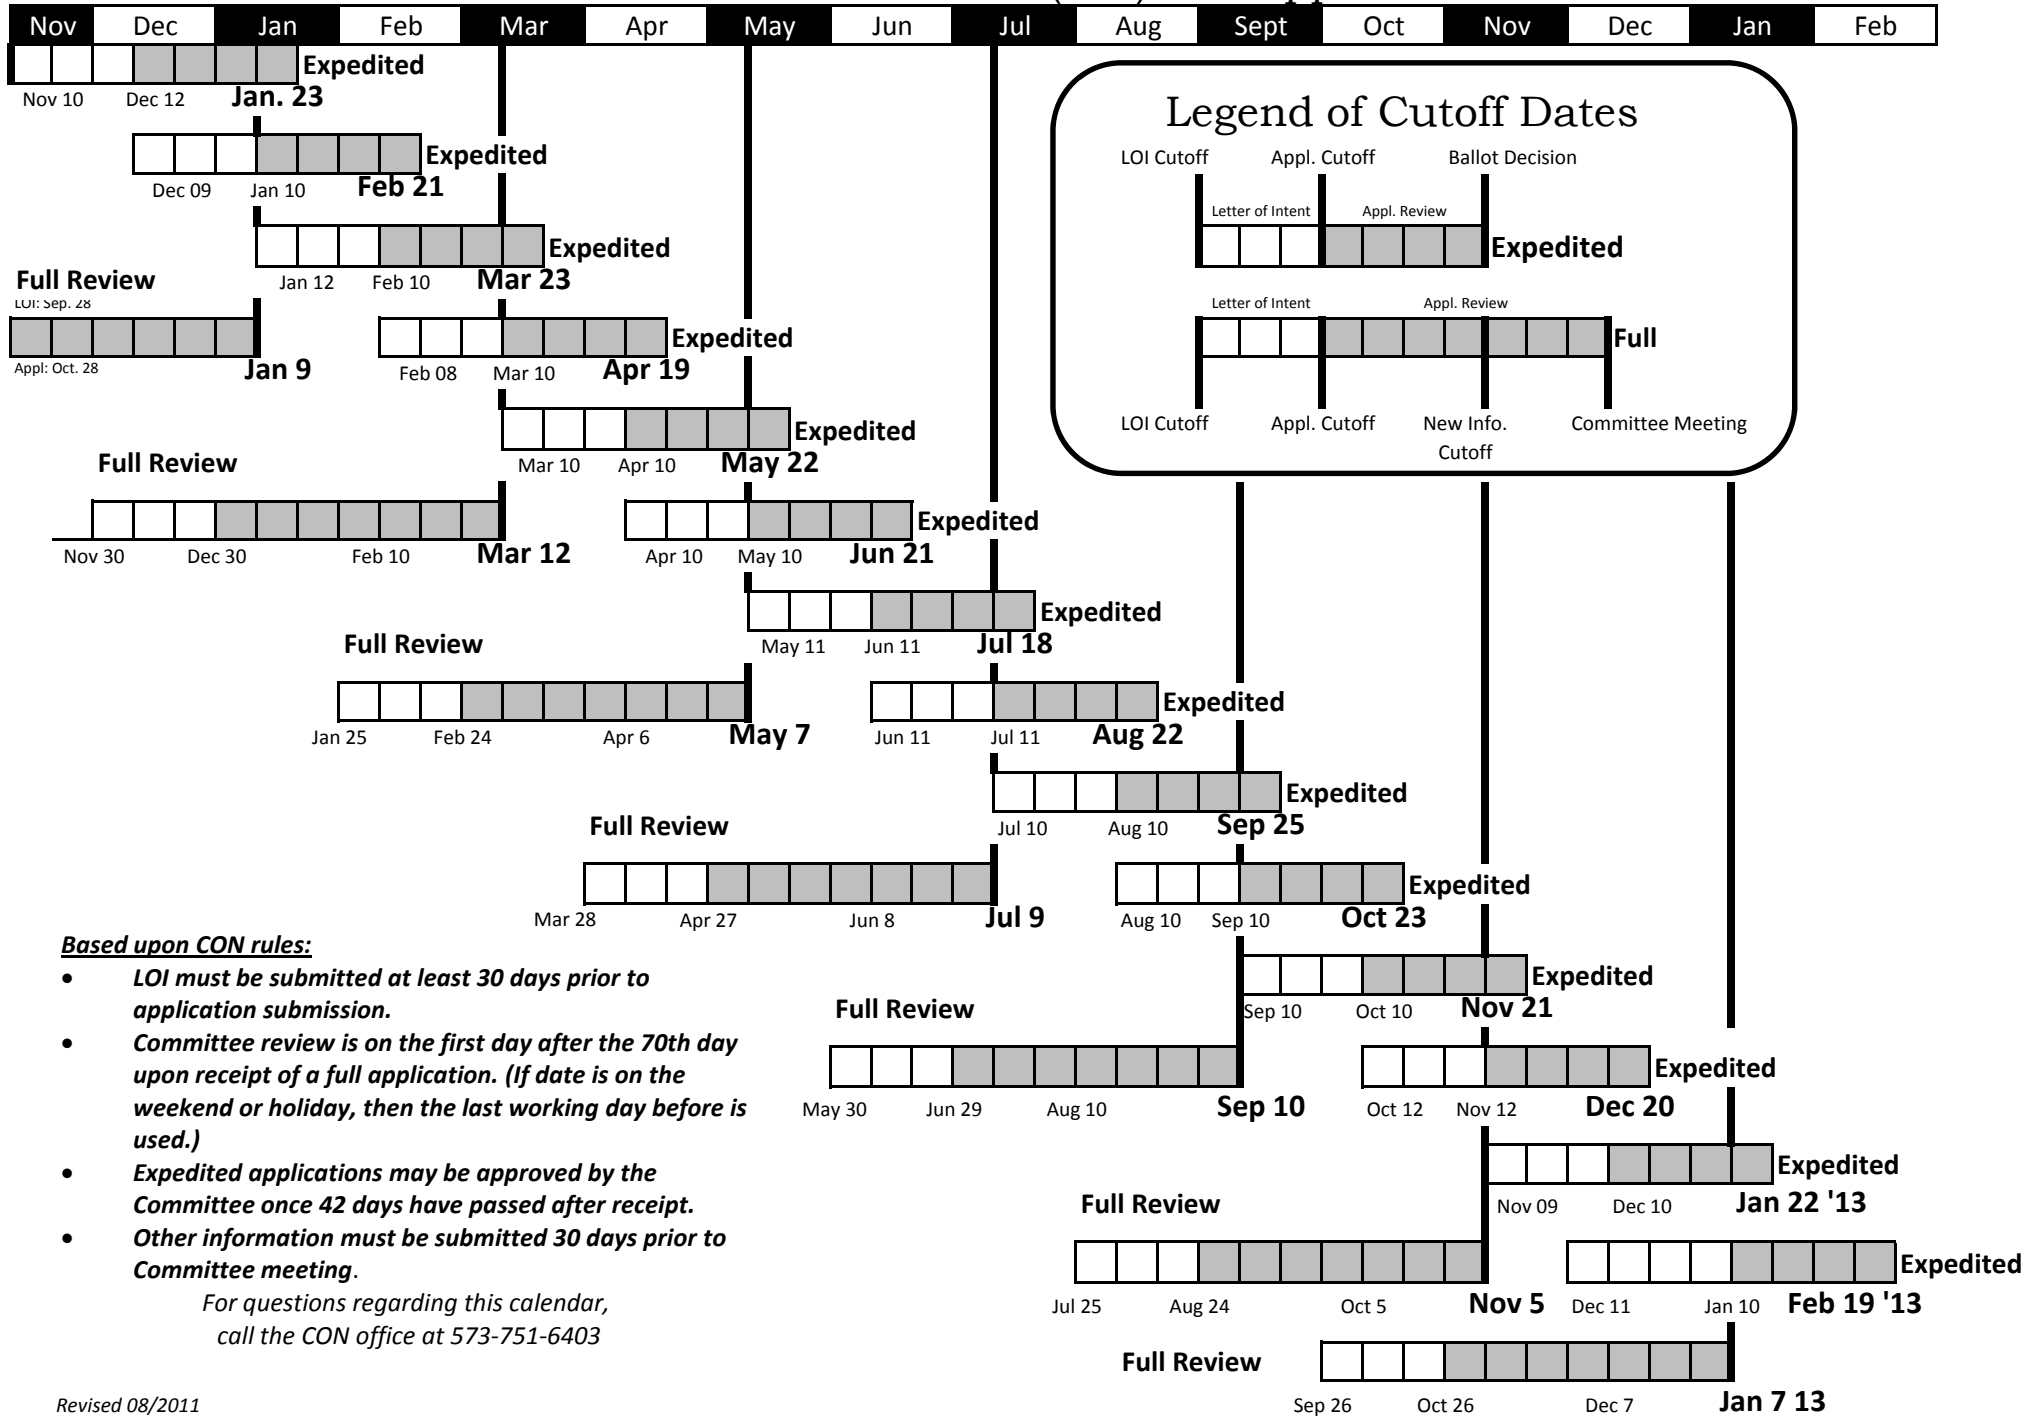 Nov Dec Jan Feb Mar Apr May Jun Jul Aug Sept Oct Nov Dec Jan Feb
Expedited
Nov 10 Dec 12 Jan. 23
Expedited
Dec 09 Jan 10 Feb 21
Expedited
Jan 12 Feb 10 Mar 23
Full Review
LOI: Sep. 28
Appl: Oct. 28
Jan 9
Expedited
Feb 08 Mar 10 Apr 19
Expedited
Mar 10 Apr 10 May 22
Full Review
Nov 30 Dec 30 Feb 10 Mar 12
Expedited
Apr 10 May 10 Jun 21
Expedited
May 11 Jun 11 Jul 18
Full Review
Jan 25 Feb 24 Apr 6 May 7
Expedited
Jun 11 Jul 11 Aug 22
Expedited
Jul 10 Aug 10 Sep 25
Full Review
Mar 28 Apr 27 Jun 8 Jul 9
Expedited
Aug 10 Sep 10 Oct 23
Expedited
Sep 10 Oct 10 Nov 21
Full Review
May 30 Jun 29 Aug 10 Sep 10
Expedited
Oct 12 Nov 12 Dec 20
Expedited
Nov 09 Dec 10 Jan 22 '13
Full Review
Jul 25 Aug 24 Oct 5 Nov 5
Expedited
Dec 11 Jan 10 Feb 19 '13
Full Review
Sep 26 Oct 26 Dec 7 Jan 7 13
Legend of Cutoff Dates
LOI Cutoff Appl. Cutoff Ballot Decision
Letter of Intent Appl. Review
Expedited
Letter of Intent Appl. Review
Full
LOI Cutoff Appl. Cutoff New Info. Committee Meeting
Cutoff
Based upon CON rules:
• LOI must be submitted at least 30 days prior to
application submission.
• Committee review is on the first day after the 70th day
upon receipt of a full application. (If date is on the
weekend or holiday, then the last working day before is
used.)
• Expedited applications may be approved by the
Committee once 42 days have passed after receipt.
• Other information must be submitted 30 days prior to
Committee meeting.
For questions regarding this calendar,
call the CON office at 573-751-6403
Revised 08/2011